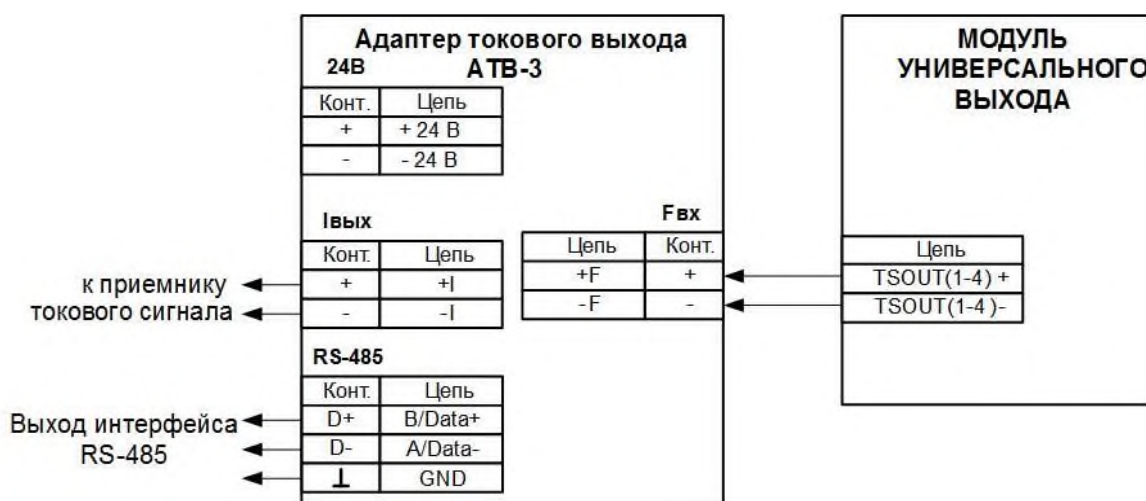 Адаптер токового выхода
АТВ-3
24В
Конт. Цепь
+ + 24 В
- - 24 В
Iвых
Конт. Цепь
+ +I
- -I
к приемнику
токового сигнала
RS-485
Конт. Цепь
D+ B/Data+
D- A/Data-
⊥ GND
Выход интерфейса
RS-485
Fвх
Цепь Конт.
+F +
-F -
МОДУЛЬ
УНИВЕРСАЛЬНОГО
ВЫХОДА
Цепь
TSOUT(1-4) +
TSOUT(1-4 )-